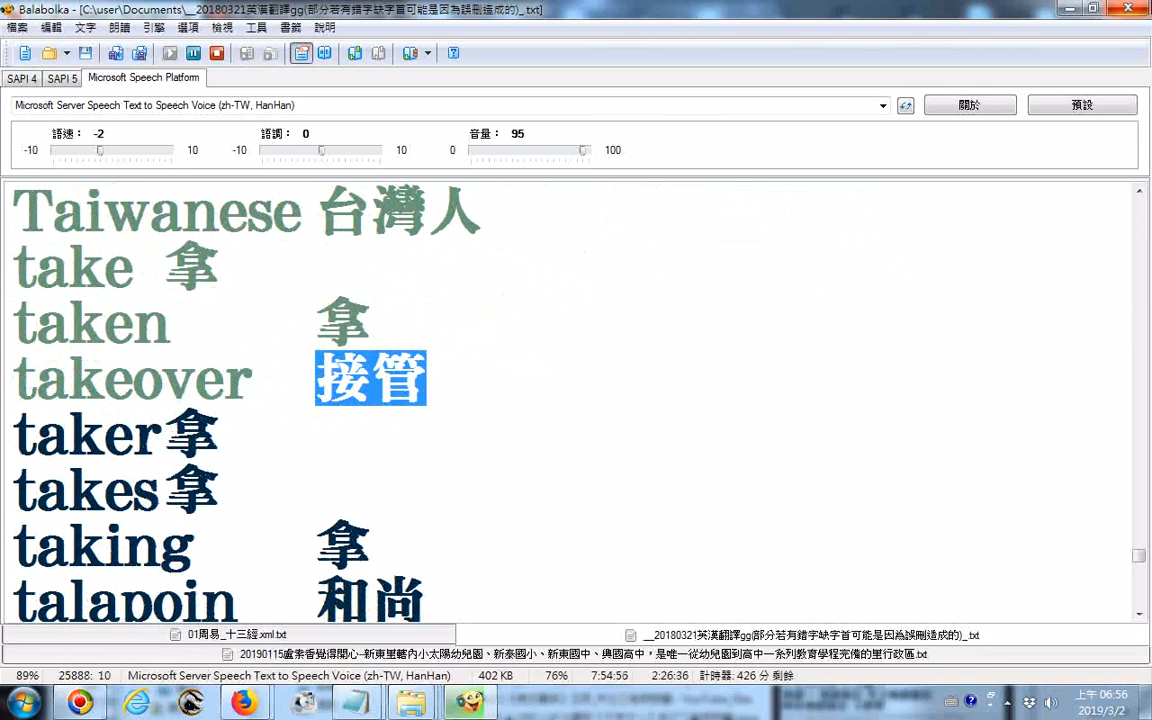 Balabolka - [C:\user\Documents\__20180321英漢翻譯gg(部分若有錯字缺字首可能是因為誤刪造成的)_.txt]
檔案 編輯 文字 朗讀 引擎 選項 檢視 工具 書籤 說明
SAPI 4 SAPI 5 Microsoft Speech Platform
Microsoft Server Speech Text to Speech Voice (zh-TW, HanHan) 關於 預設
語速： -2 語調： 0 音量： 95
-10 10 -10 10 0 100
Taiwanese 台灣人
take 拿
taken 拿
takeover 接管
taker拿
takes拿
taking 拿
talapoin 和尚
01周易_十三經.xml.txt __20180321英漢翻譯gg(部分若有錯字缺字首可能是因為誤刪造成的)_.txt
20190115盧素香覺得開心--新東里轄內小太陽幼兒園、新泰國小、新東國中、興國高中，是唯一從幼兒園到高中一系列教育學程完備的里行政區.txt
89% 25888: 10 Microsoft Server Speech Text to Speech Voice (zh-TW, HanHan) 402 KB 76% 7:54:56 2:26:36 計時器: 426 分 剩餘
上午 06:56
2019/3/2